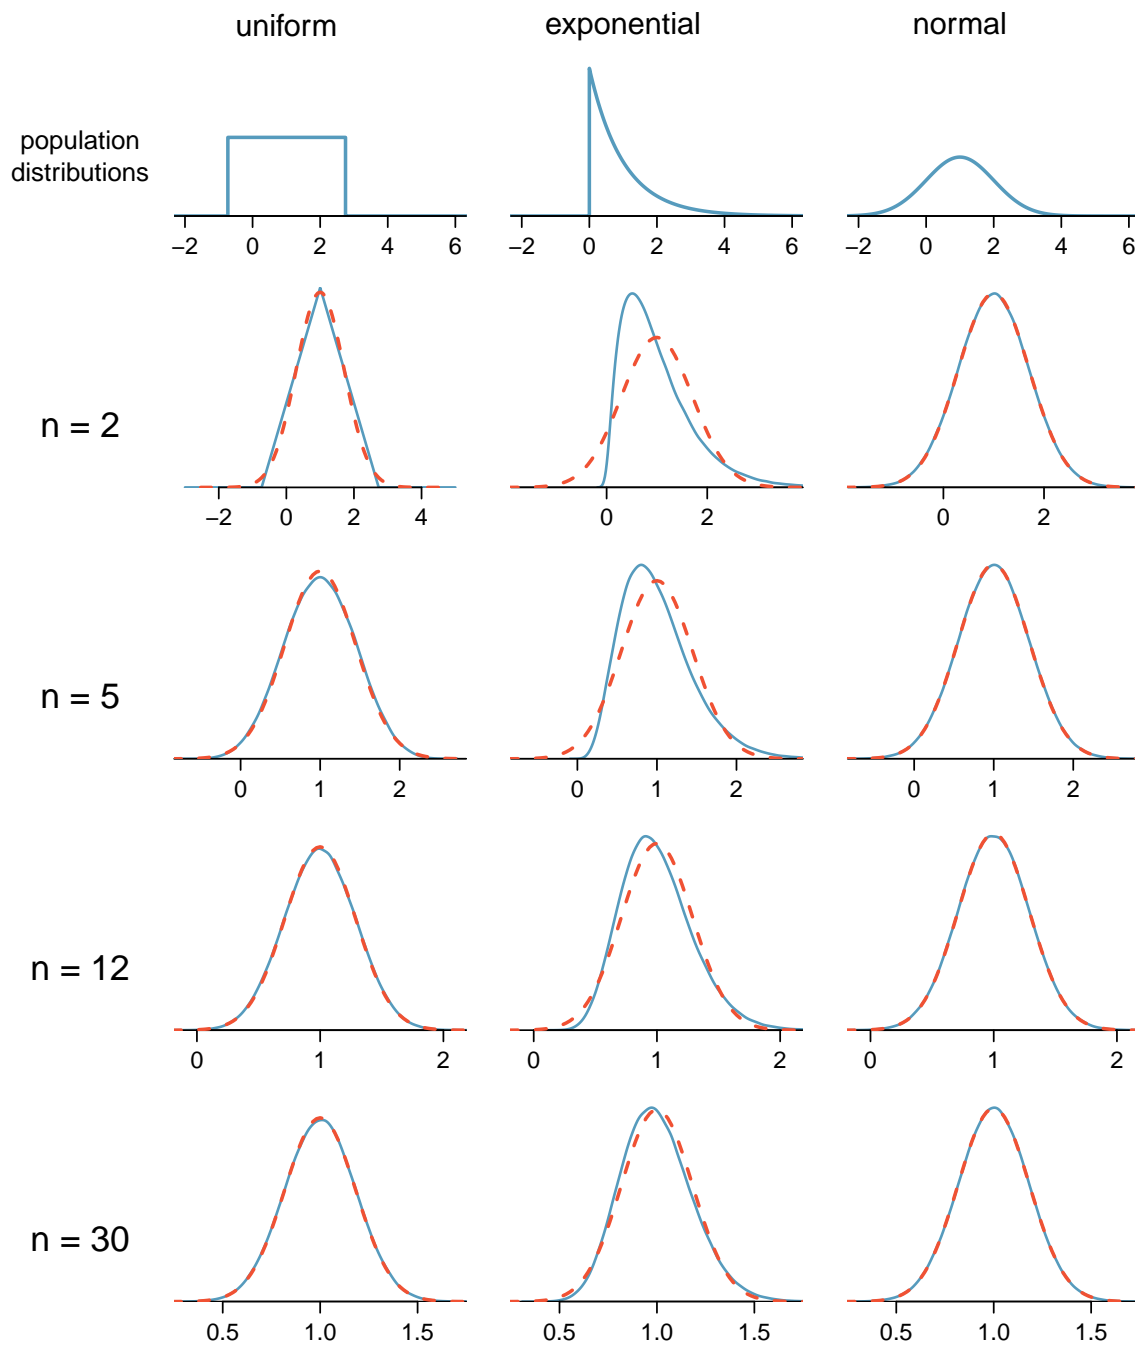 uniform exponential normal
population
distributions
−2 0 2 4 6 −2 0 2 4 6 −2 0 2 4 6
n = 2
−2 0 2 4 0 2 0 2
n = 5
0 1 2 0 1 2 0 1 2
n = 12
0 1 2 0 1 2 0 1 2
n = 30
0.5 1.0 1.5 0.5 1.0 1.5 0.5 1.0 1.5